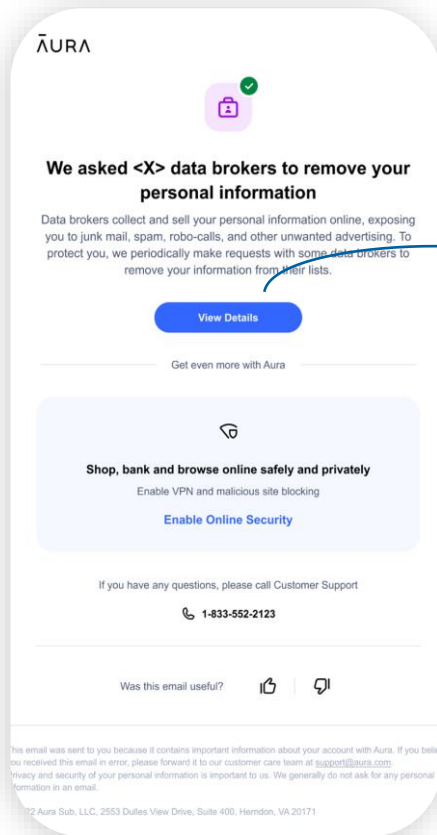 AURA
We asked <X> data brokers to remove your
personal information
Data brokers collect and sell your personal information online, exposing
you to junk mail, spam, robo-calls, and other unwanted advertising. To
protect you, we periodically make requests with some data brokers to
remove your information from their lists.
View Details
Get even more with Aura
Shop, bank and browse online safely and privately
Enable VPN and malicious site blocking
Enable Online Security
If you have any questions, please call Customer Support
1-833-552-2123
Was this email useful?
his email was sent to you because it contains important information about your account with Aura. If you
ou received this email in error, please forward it to our customer care team at support@aura.com.
rivacy and security of your personal information is important to us. We generally do not ask for any personal
formation in an email.
22 Aura Sub, LLC, 2553 Dulles View Drive, Suite 400, Herndon, VA 20171